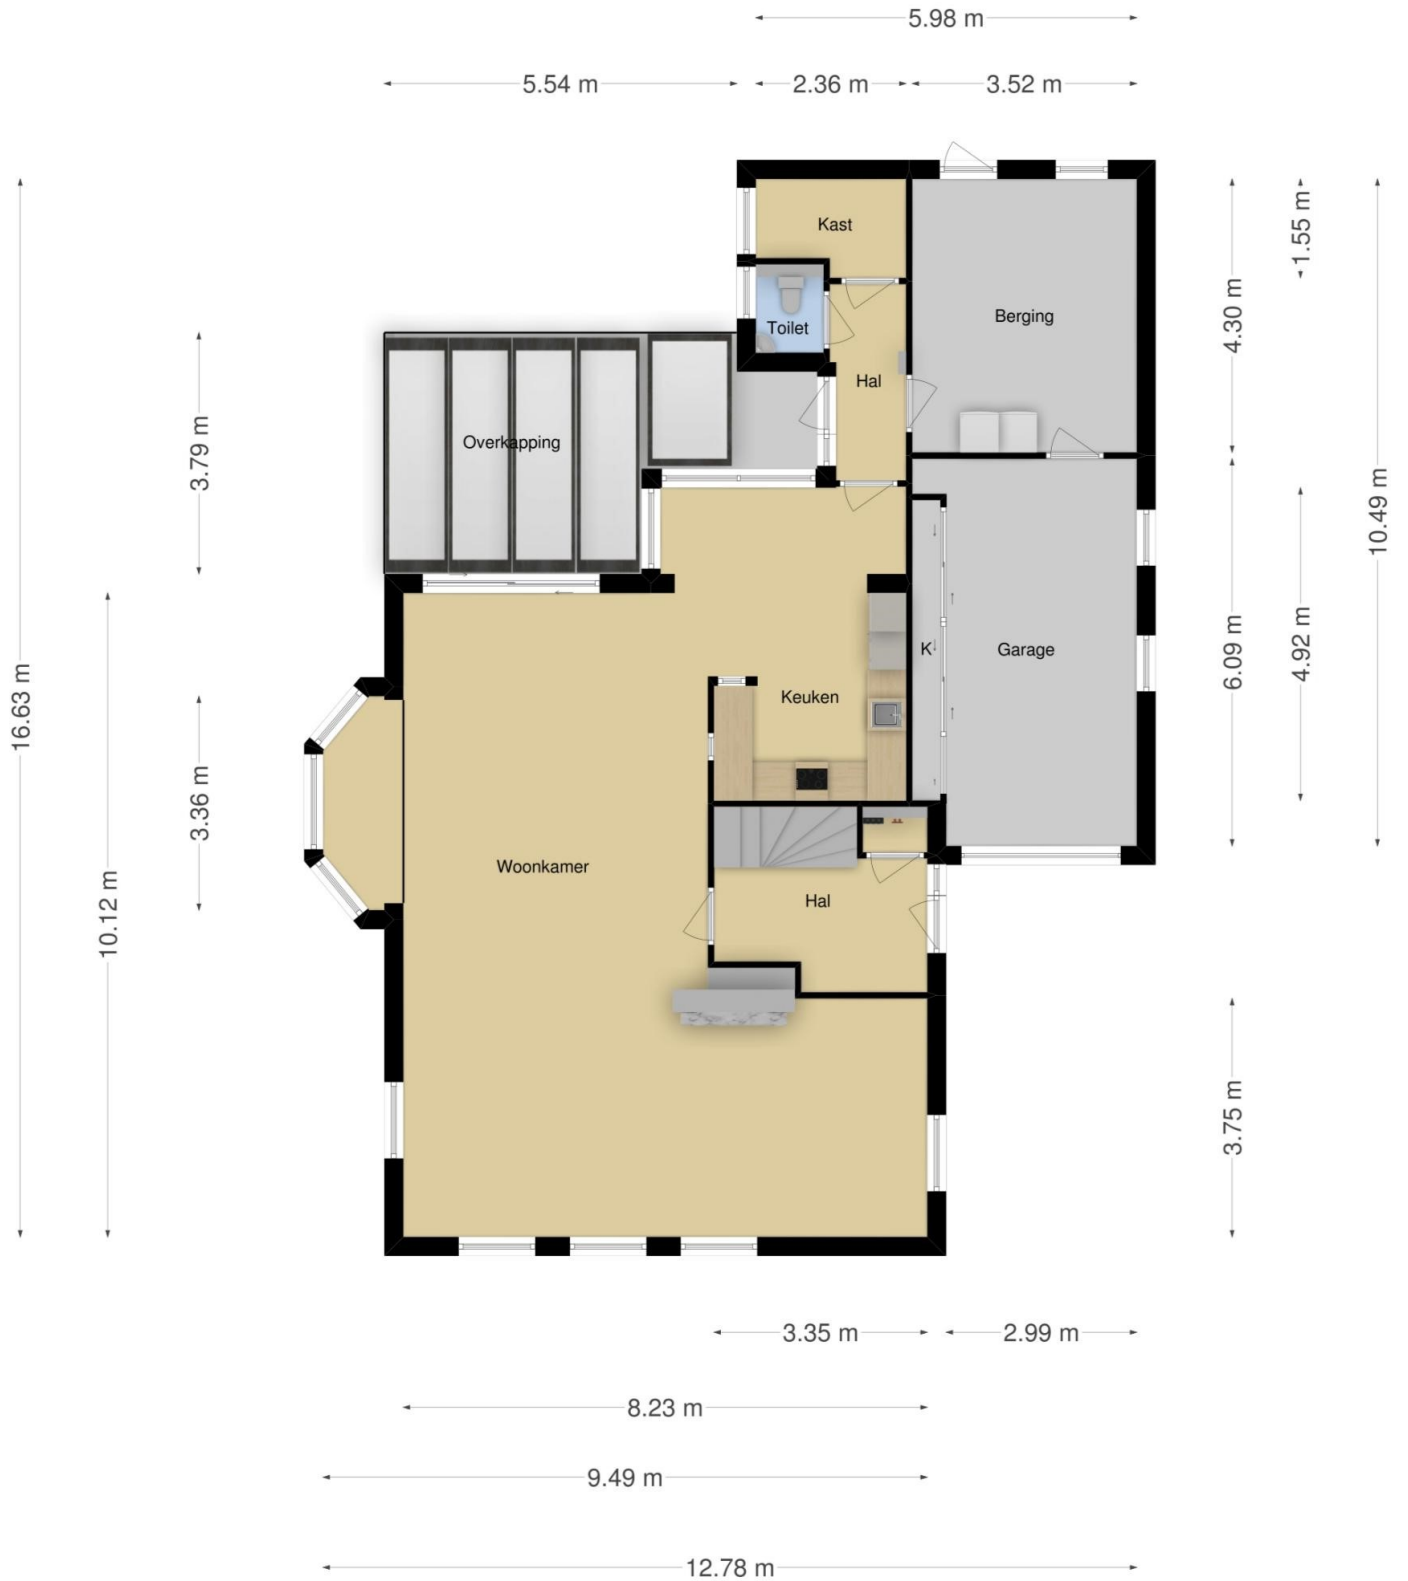 5.98 m
5.54 m
2.36 m
3.52 m
Kast
Toilet
Hal
Berging
Overkapping
Keuken
K
Garage
Woonkamer
Hal
16.63 m
10.12 m
3.79 m
3.36 m
4.30 m
1.55 m
6.09 m
4.92 m
10.49 m
3.75 m
3.35 m
2.99 m
8.23 m
9.49 m
12.78 m